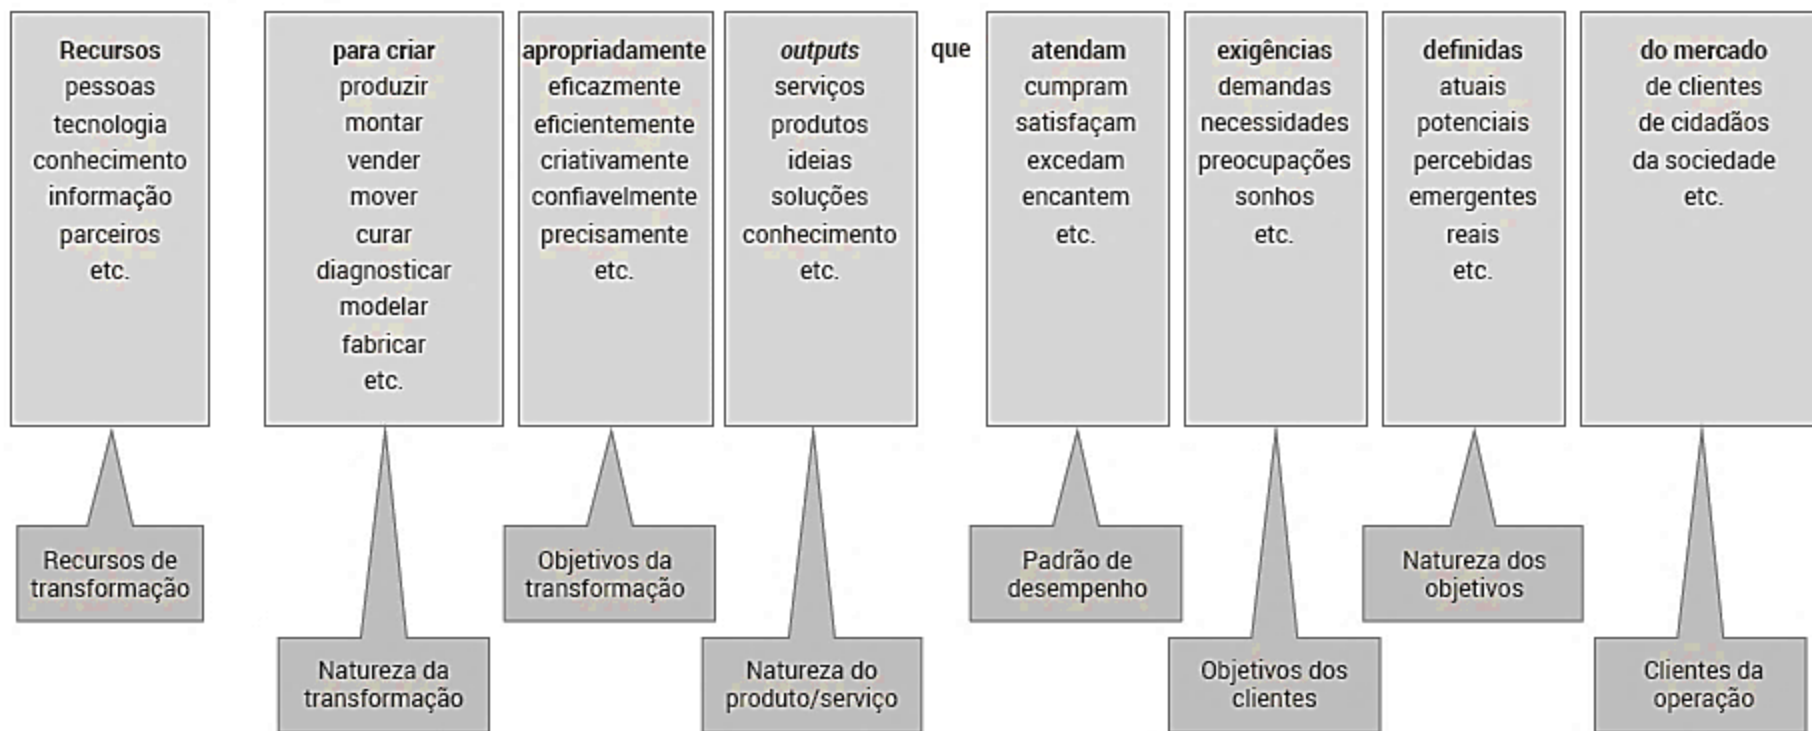 Recursos
pessoas
tecnologia
conhecimento
informação
parceiros
etc.
para criar
produzir
montar
vender
mover
curar
diagnosticar
modelar
fabricar
etc.
apropriadamente
eficazmente
eficientemente
criativamente
confiavelmente
precisamente
etc.
outputs
serviços
produtos
ideias
soluções
conhecimento
etc.
que
atendam
cumpram
satisfaçam
excedam
encantem
etc.
exigências
demandas
necessidades
preocupações
sonhos
etc.
definidas
atuais
potenciais
percebidas
emergentes
reais
etc.
do mercado
de clientes
de cidadãos
da sociedade
etc.
Recursos de
transformação
Natureza da
transformação
Objetivos da
transformação
Natureza do
produto/serviço
Padrão de
desempenho
Objetivos dos
clientes
Natureza dos
objetivos
Clientes da
operação